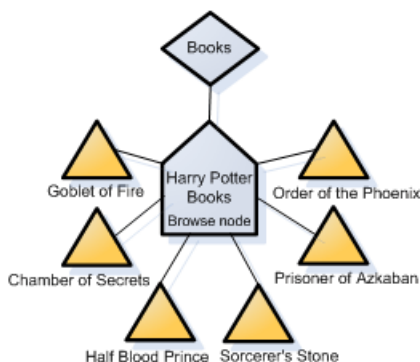 Books
Harry Potter
Books
Browse node
Goblet of Fire
Order of the Phoenix
Chamber of Secrets
Prisoner of Azkaban
Half Blood Prince
Sorcerer's Stone